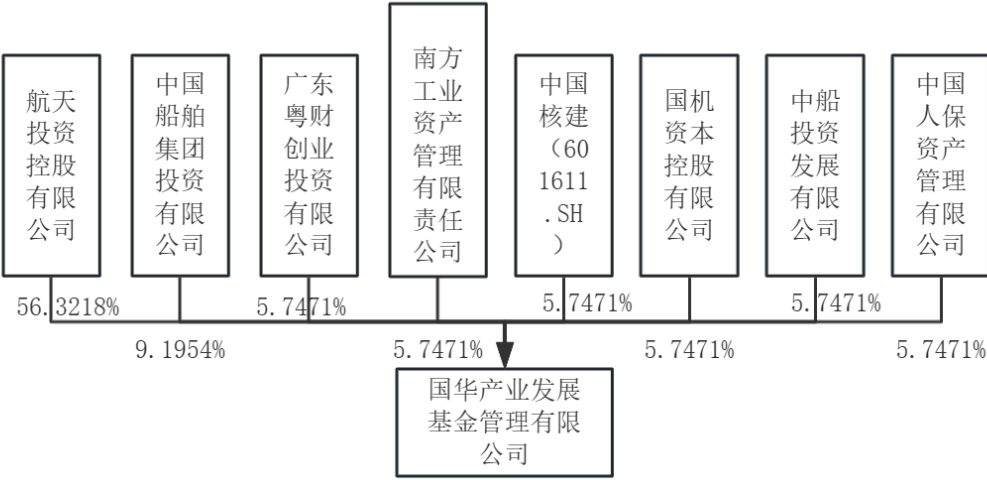 航天
投资
控股
有限
公司
中国
船舶
集团
投资
有限
公司
广东
粤财
创业
投资
有限
公司
南方
工业
资产
管理
有限
责任
公司
中国
核建
（60
1611
.SH
）
国机
资本
控股
有限
公司
中船
投资
发展
有限
公司
中国
人保
资产
管理
有限
公司
56.3218%
9.1954%
5.7471%
5.7471%
5.7471%
5.7471%
5.7471%
5.7471%
国华产业发展
基金管理有限
公司